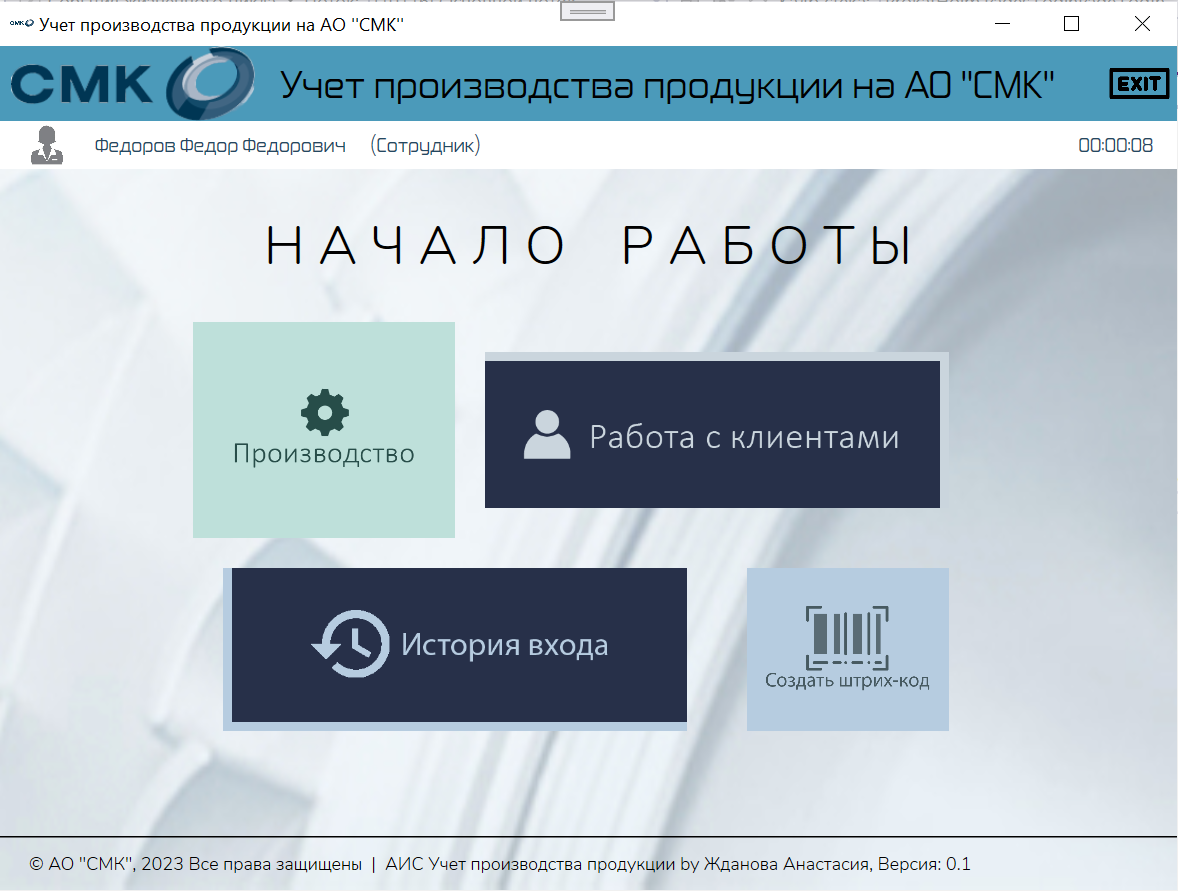 СМК Учет производства продукции на АО "СМК"
СМК Учет производства продукции на АО "СМК" EXIT
Федоров Федор Федорович (Сотрудник) 00:00:08
НАЧАЛО РАБОТЫ
Производство
Работа с клиентами
История входа
Создать штрих-код
© АО "СМК", 2023 Все права защищены | АИС Учет производства продукции by Жданова Анастасия, Версия: 0.1